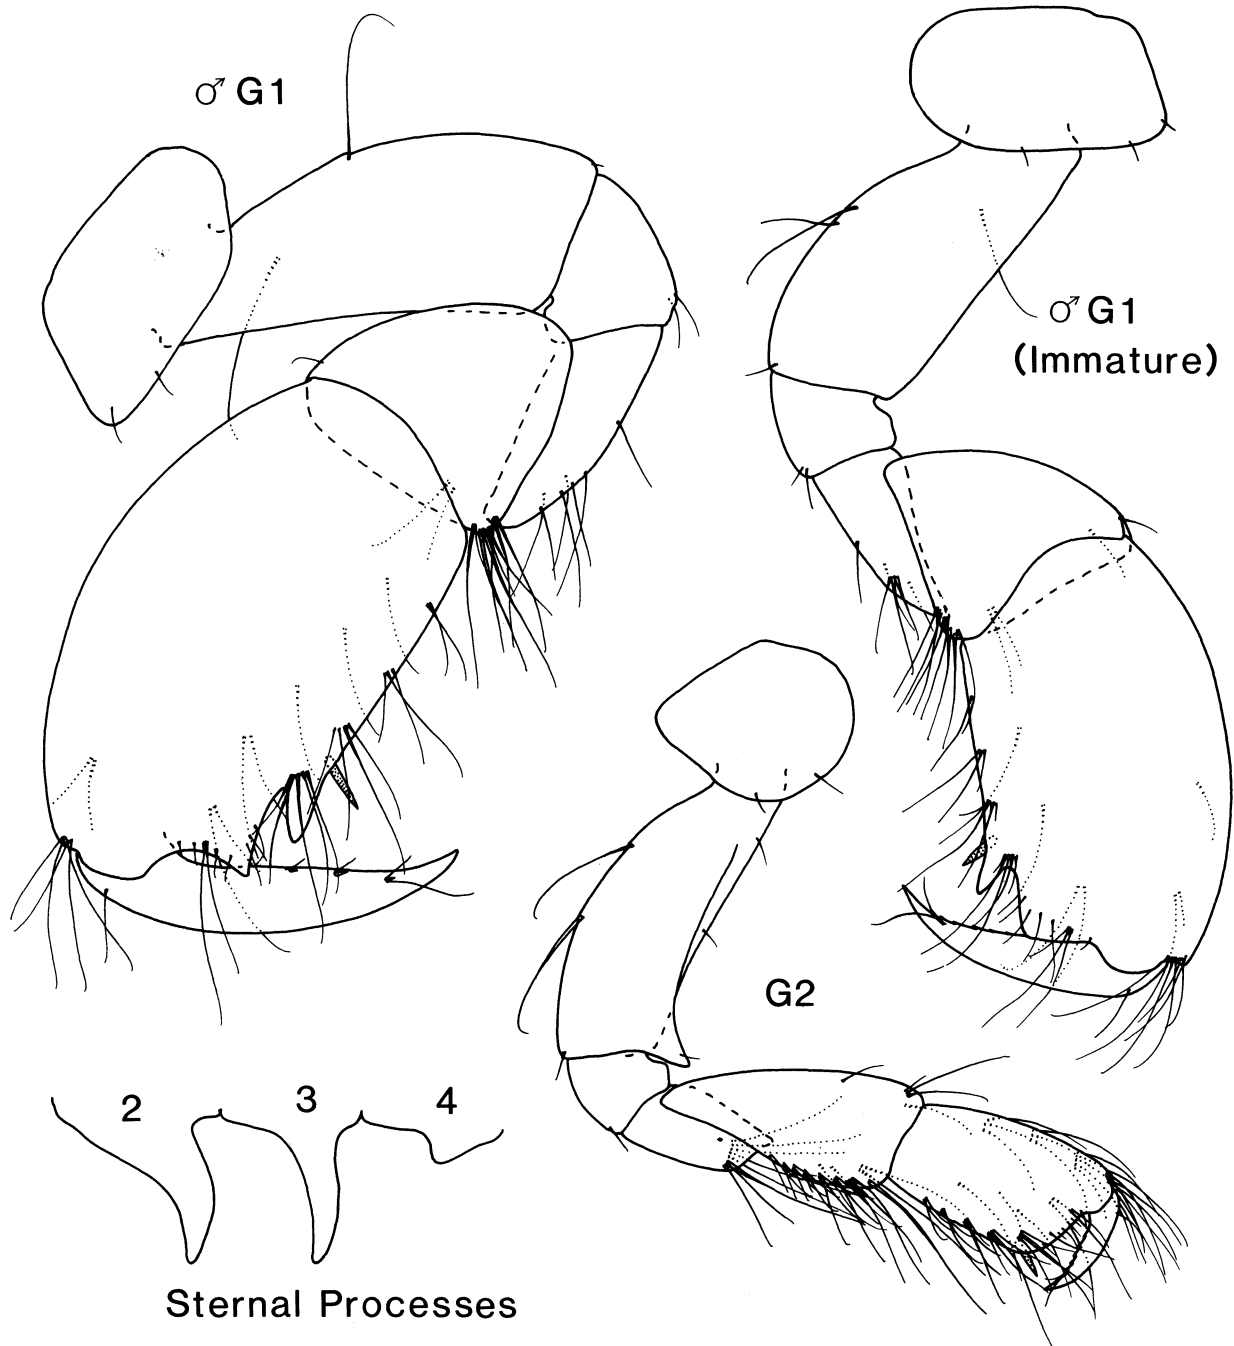 ♂ G1
♂ G1
(Immature)
G2
2 3 4
Sternal Processes